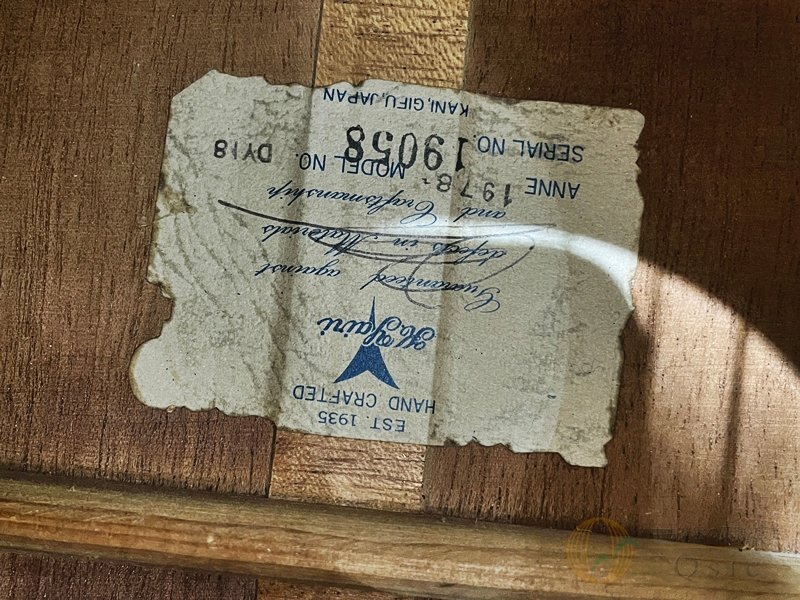 EST. 1935
HAND CRAFTED
K. Yairi
Guaranteed against
defects in Materials
and Craftsmanship
ANNE 1978. MODEL NO. DY18
SERIAL NO. 19058
KANI, GIFU, JAPAN